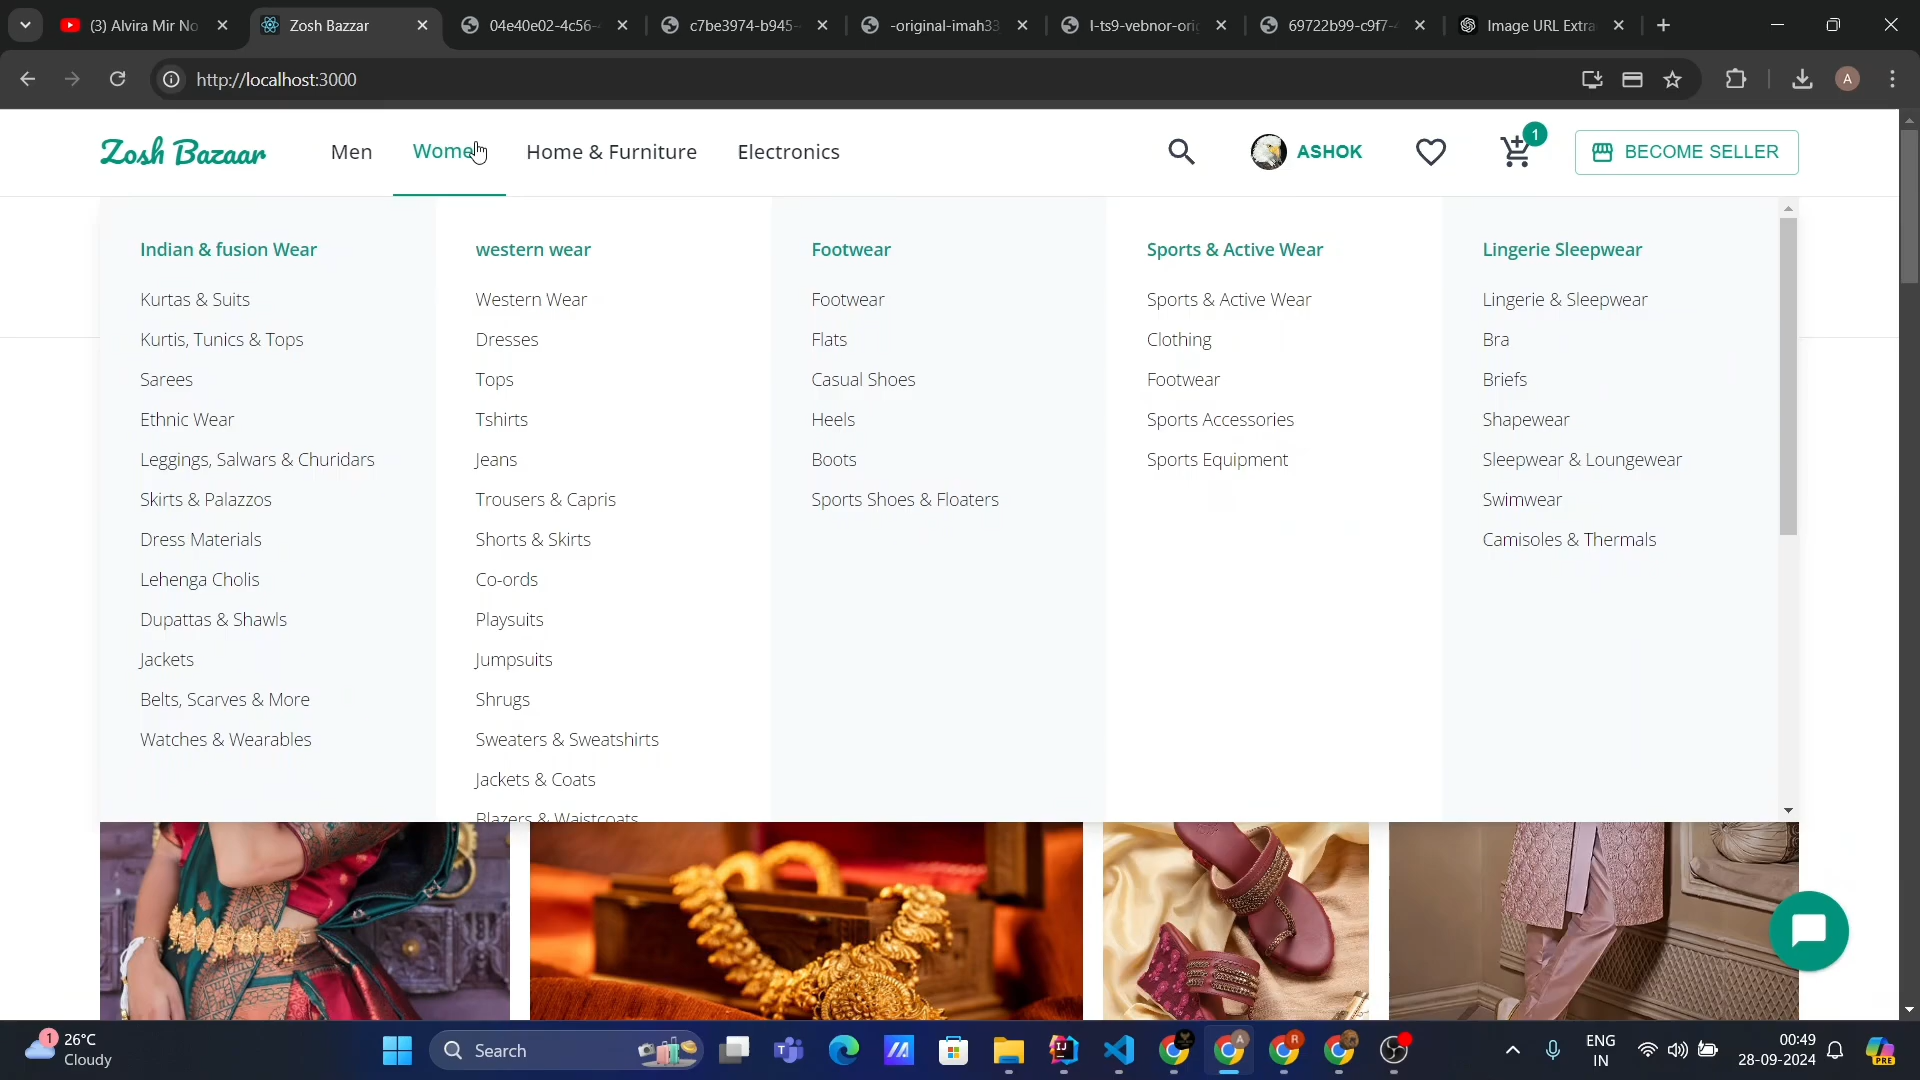 (3) Alvira Mir No
Zosh Bazzar
04e40e02-4c56-
c7be3974-b945-
-original-imah33
l-ts9-vebnor-ori
69722b99-c9f7-
Image URL Extra
http://localhost:3000
A
Zosh Bazaar
Men
Wome
Home & Furniture
Electronics
ASHOK
1
BECOME SELLER
Indian & fusion Wear
Kurtas & Suits
Kurtis, Tunics & Tops
Sarees
Ethnic Wear
Leggings, Salwars & Churidars
Skirts & Palazzos
Dress Materials
Lehenga Cholis
Dupattas & Shawls
Jackets
Belts, Scarves & More
Watches & Wearables
western wear
Western Wear
Dresses
Tops
Tshirts
Jeans
Trousers & Capris
Shorts & Skirts
Co-ords
Playsuits
Jumpsuits
Shrugs
Sweaters & Sweatshirts
Jackets & Coats
Blazers & Waistcoats
Footwear
Footwear
Flats
Casual Shoes
Heels
Boots
Sports Shoes & Floaters
Sports & Active Wear
Sports & Active Wear
Clothing
Footwear
Sports Accessories
Sports Equipment
Lingerie Sleepwear
Lingerie & Sleepwear
Bra
Briefs
Shapewear
Sleepwear & Loungewear
Swimwear
Camisoles & Thermals
1
26°C
Cloudy
Search
ENG
IN
00:49
28-09-2024
PRE